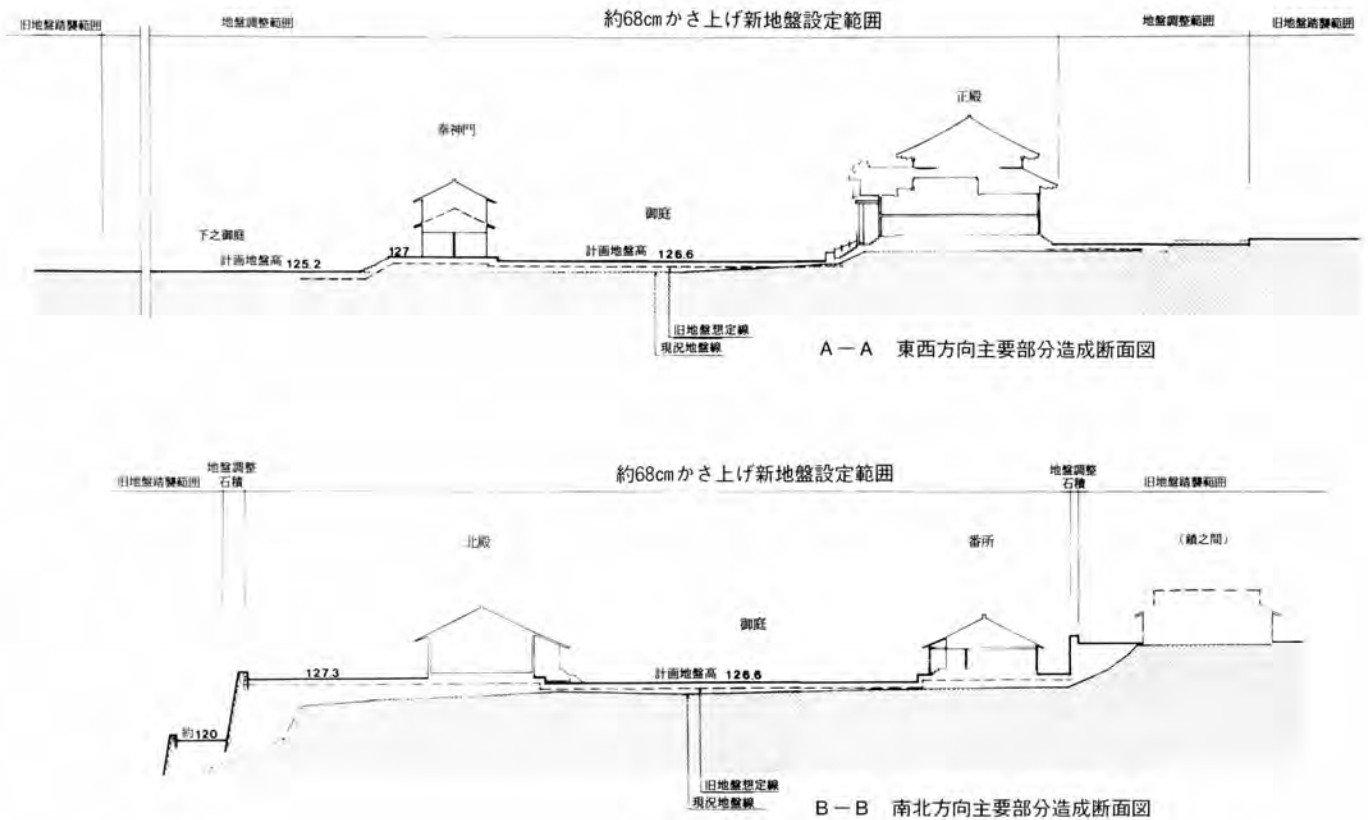 旧地盤踏襲範囲
地盤調整範囲
約68cmかさ上げ新地盤設定範囲
地盤調整範囲
旧地盤踏襲範囲
正殿
奉神門
御庭
下之御庭
計画地盤高 125.2
127
計画地盤高 126.6
旧地盤想定線
現況地盤線
A－A 東西方向主要部分造成断面図
旧地盤踏襲範囲
地盤調整
石積
約68cmかさ上げ新地盤設定範囲
地盤調整
石積
旧地盤踏襲範囲
北殿
番所
(鎖之間)
御庭
127.3
計画地盤高 126.6
約120
旧地盤想定線
現況地盤線
B－B 南北方向主要部分造成断面図